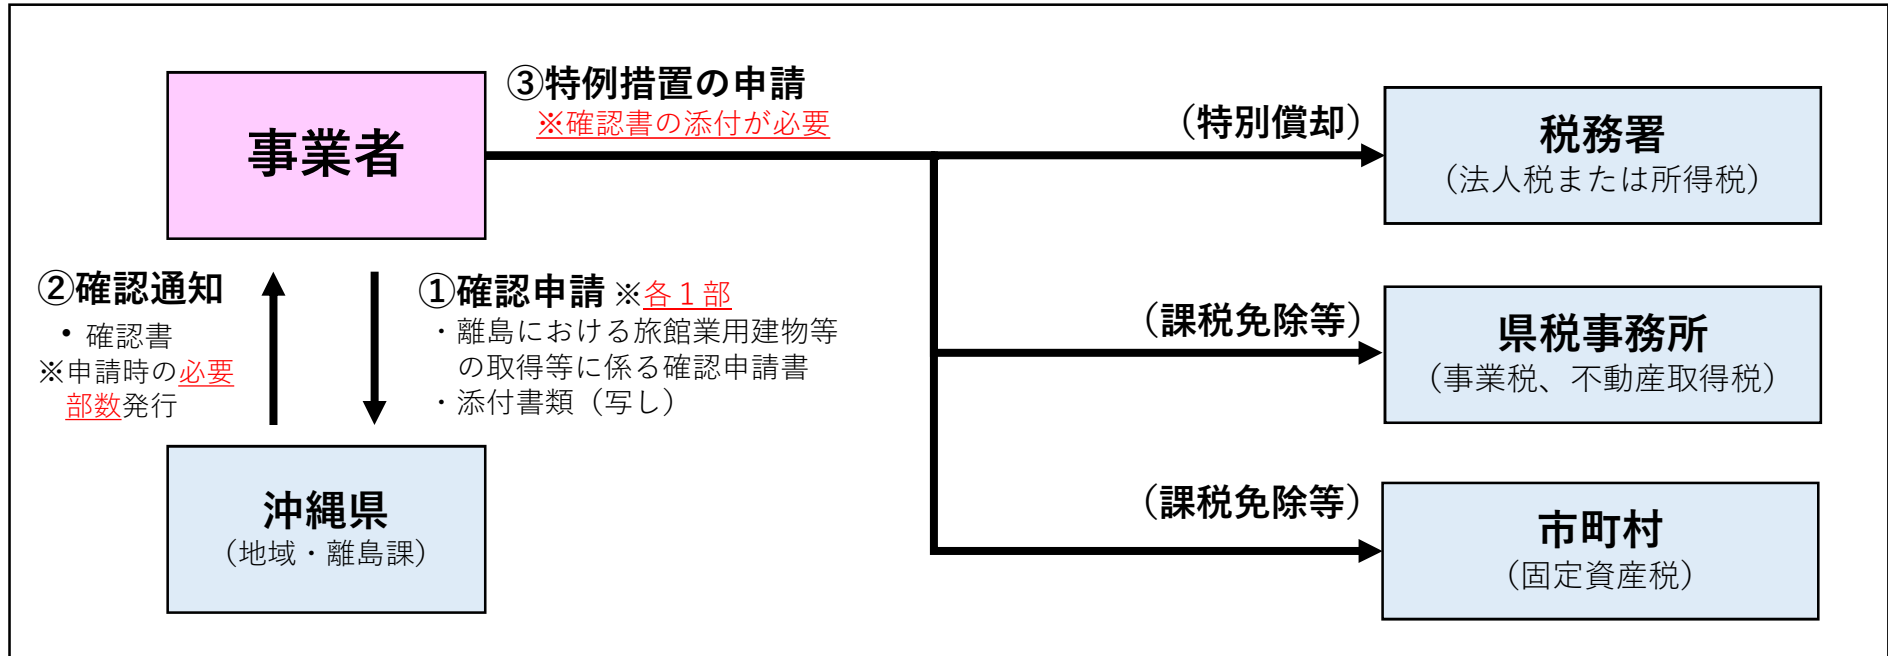 事業者
③特例措置の申請
※確認書の添付が必要
(特別償却)
税務署
(法人税または所得税)
②確認通知
• 確認書
※申請時の必要
部数発行
①確認申請 ※各１部
・離島における旅館業用建物等
の取得等に係る確認申請書
・添付書類（写し）
(課税免除等)
県税事務所
(事業税、不動産取得税)
沖縄県
(地域・離島課)
(課税免除等)
市町村
(固定資産税)